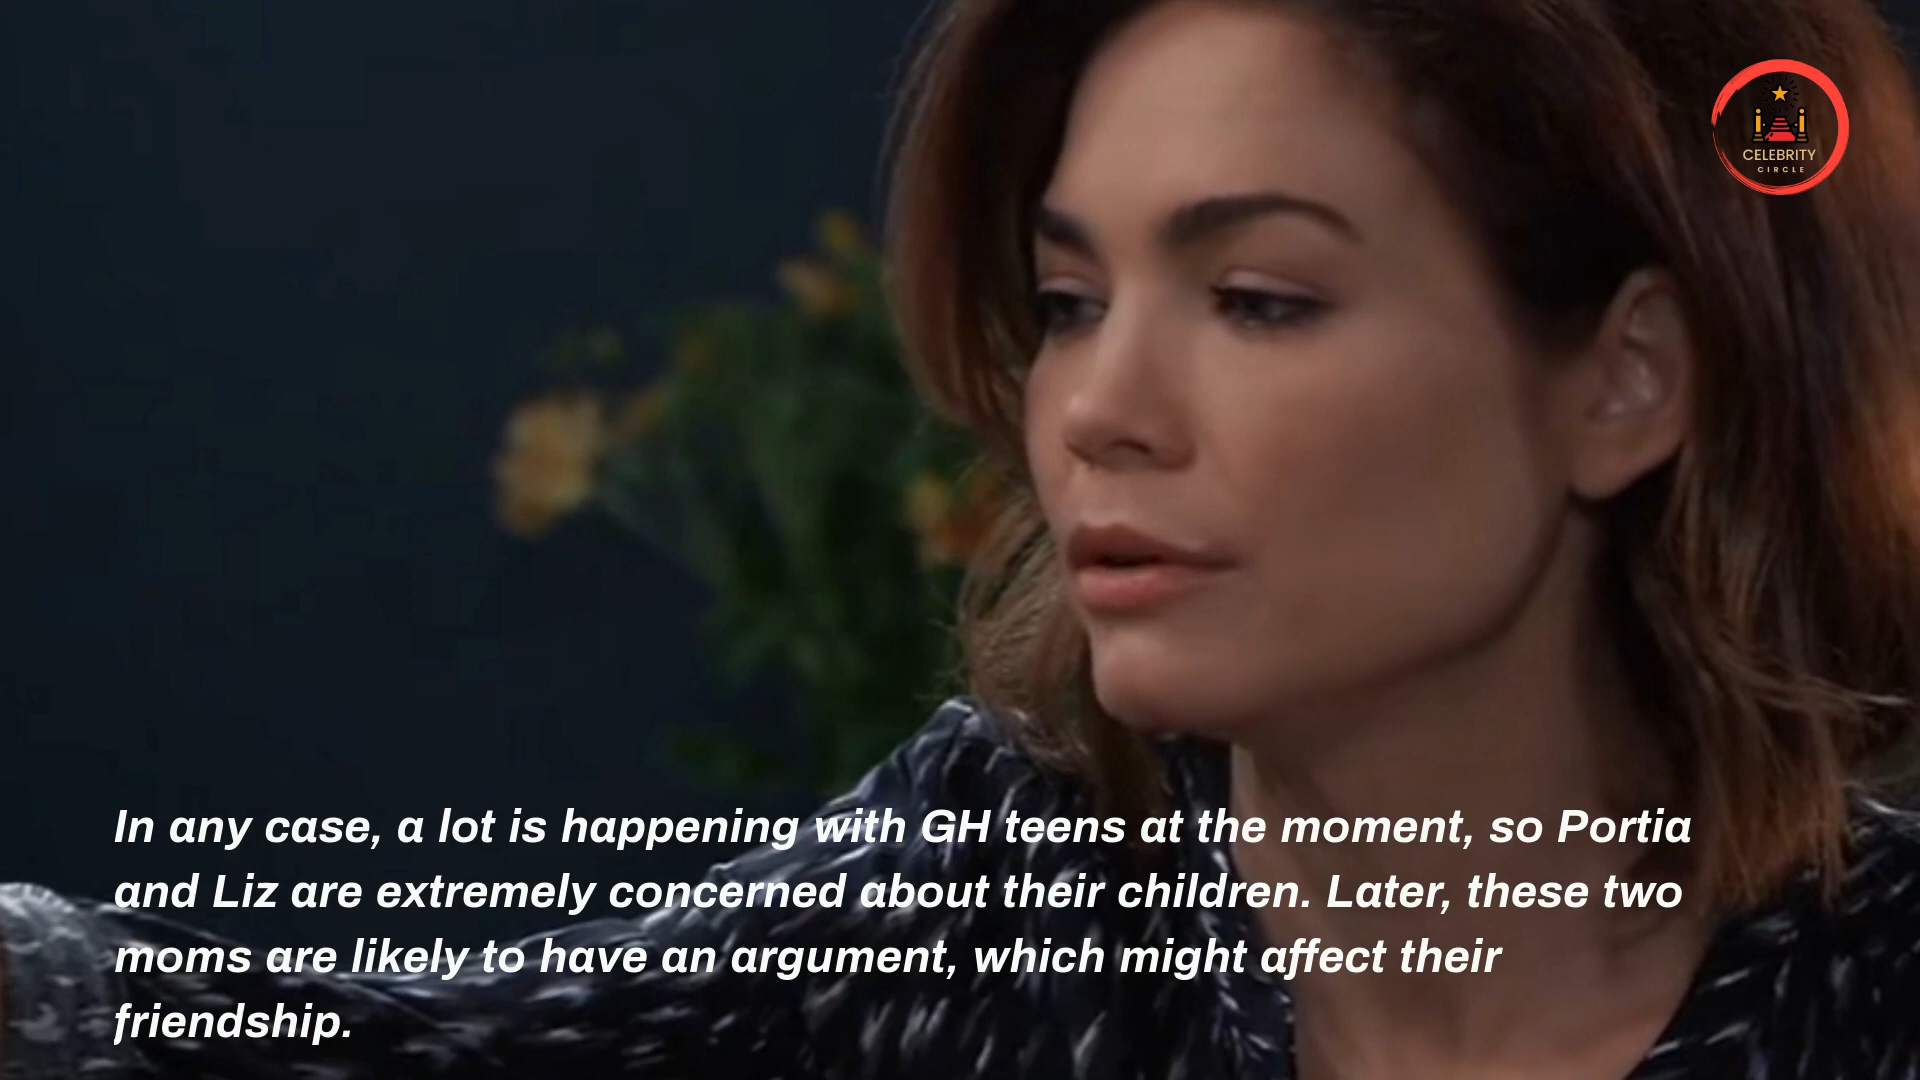 CELEBRITY
CIRCLE
In any case, a lot is happening with GH teens at the moment, so Portia
and Liz are extremely concerned about their children. Later, these two
moms are likely to have an argument, which might affect their
friendship.